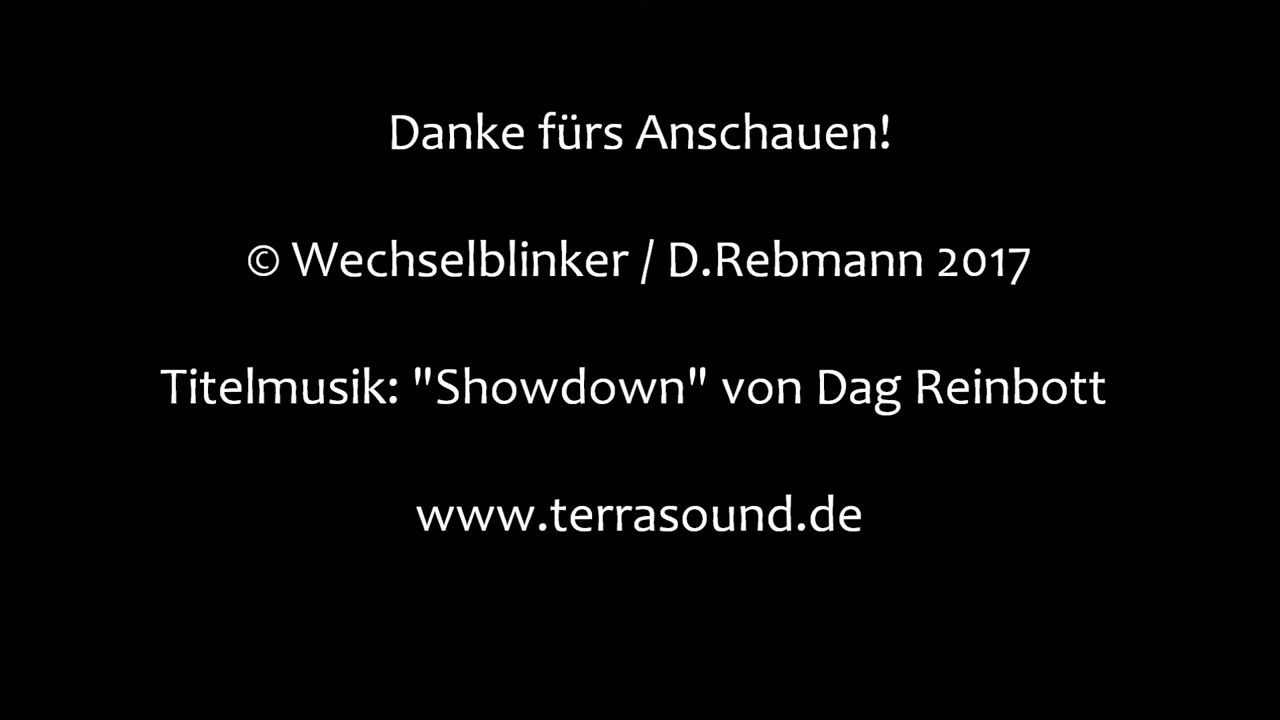 Danke fürs Anschauen!
© Wechselblinker / D.Rebmann 2017
Titelmusik: "Showdown" von Dag Reinbott
www.terrasound.de